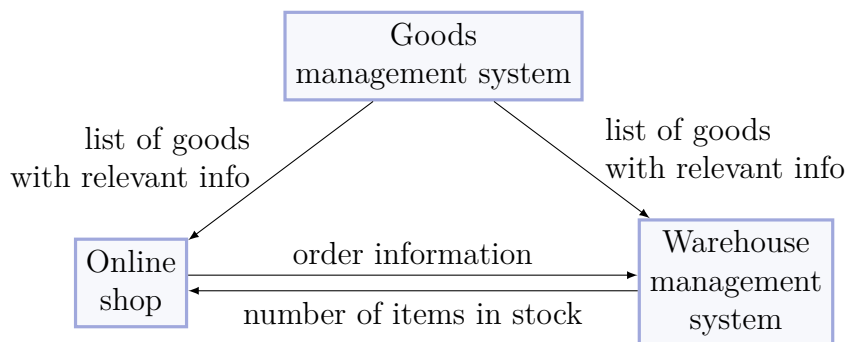 Goods
management system
list of goods
with relevant info
list of goods
with relevant info
Online
shop
order information
number of items in stock
Warehouse
management
system